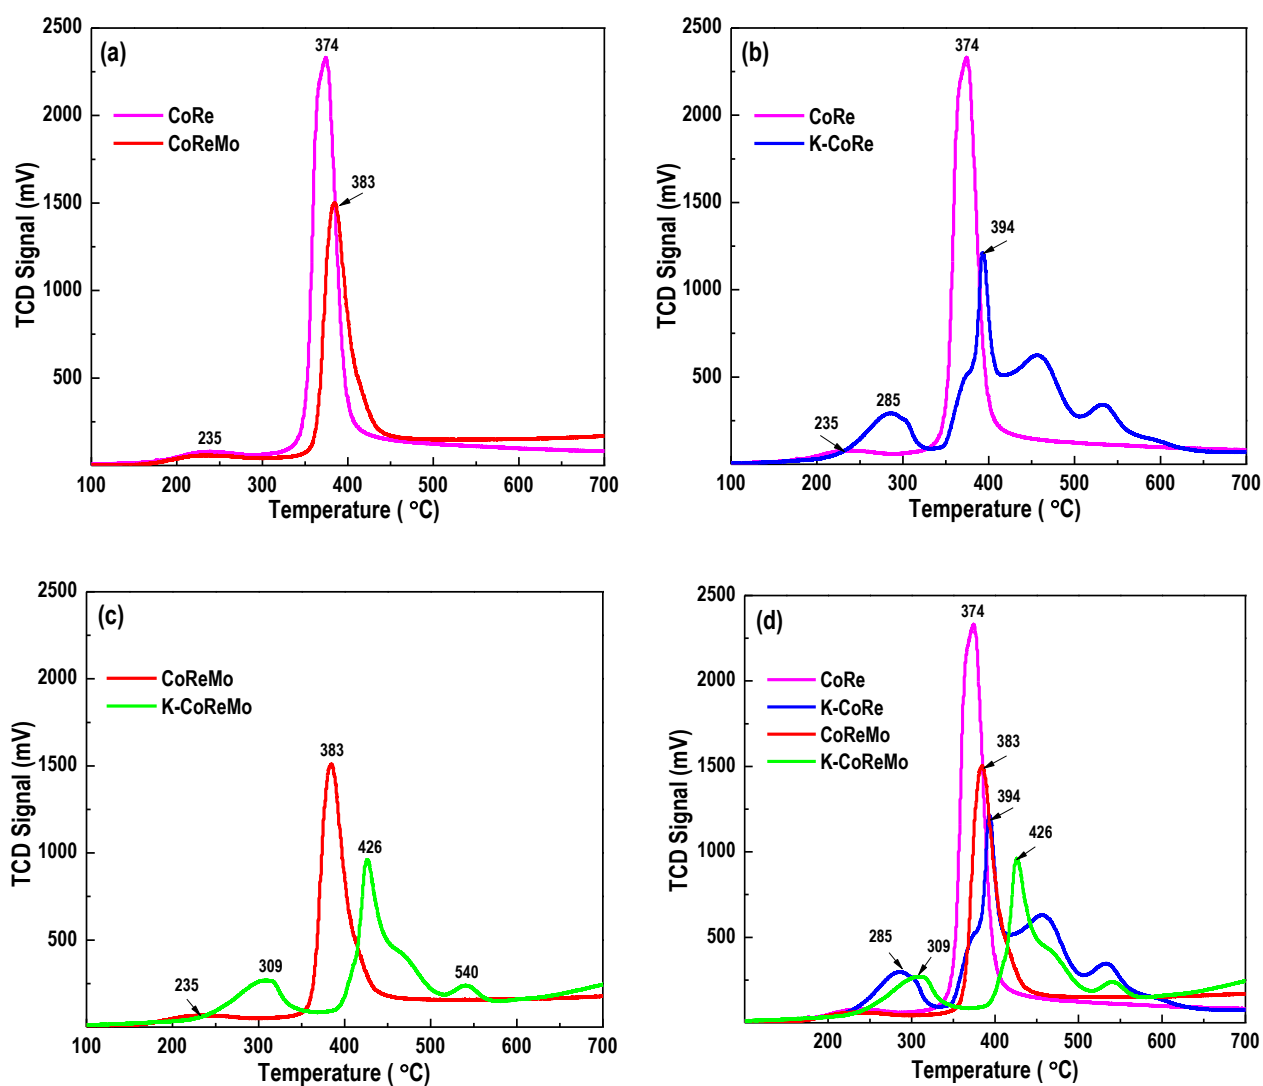 (a)
2500
2000
1500
1000
500
TCD Signal (mV)
374
CoRe
CoReMo
383
235
100 200 300 400 500 600 700
Temperature ( °C)
(b)
2500
2000
1500
1000
500
TCD Signal (mV)
374
CoRe
K-CoRe
394
285
235
100 200 300 400 500 600 700
Temperature ( °C)
(c)
2500
2000
1500
1000
500
TCD Signal (mV)
CoReMo
K-CoReMo
383
426
309
540
235
100 200 300 400 500 600 700
Temperature ( °C)
(d)
2500
2000
1500
1000
500
TCD Signal (mV)
374
CoRe
K-CoRe
CoReMo
K-CoReMo
383
394
426
285
309
200 300 400 500 600 700
Temperature ( °C)